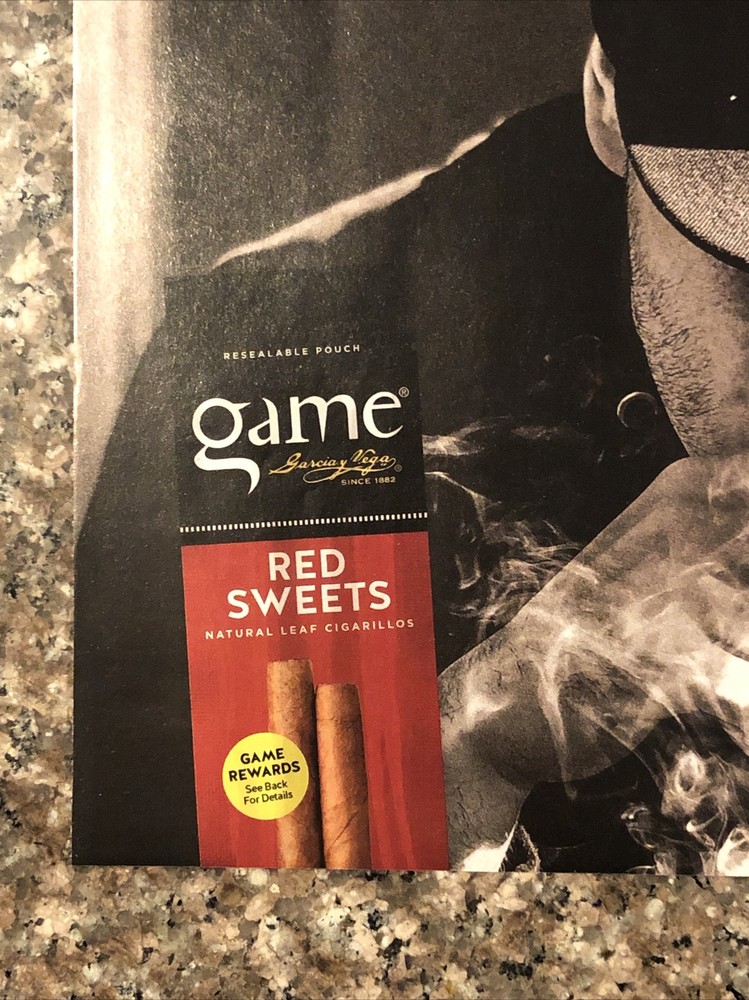 RESEALABLE POUCH
game®
Garcia y Vega®
SINCE 1882
RED
SWEETS
NATURAL LEAF CIGARILLOS
GAME
REWARDS
See Back
For Details